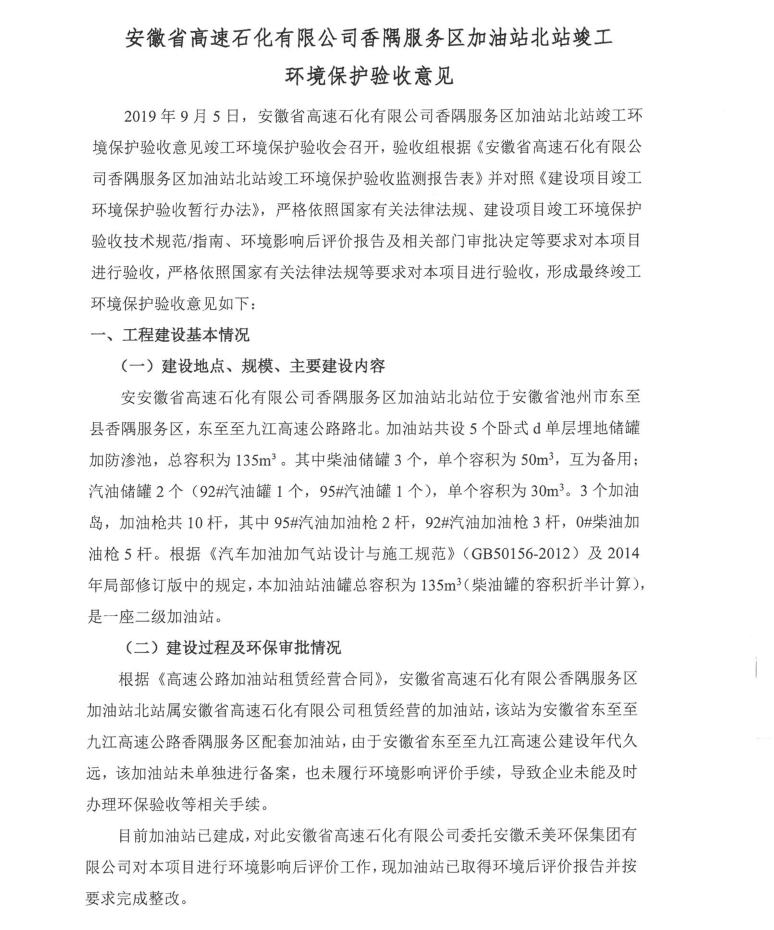 安徽省高速石化有限公司香隅服务区加油站北站竣工
环境保护验收意见
2019 年 9 月 5 日，安徽省高速石化有限公司香隅服务区加油站北站竣工环
境保护验收意见竣工环境保护验收会召开，验收组根据《安徽省高速石化有限公
司香隅服务区加油站北站竣工环境保护验收监测报告表》并对照《建设项目竣工
环境保护验收暂行办法》，严格依照国家有关法律法规、建设项目竣工环境保护
验收技术规范/指南、环境影响后评价报告及相关部门审批决定等要求对本项目
进行验收，严格依照国家有关法律法规等要求对本项目进行验收，形成最终竣工
环境保护验收意见如下：
一、工程建设基本情况
（一）建设地点、规模、主要建设内容
安安徽省高速石化有限公司香隅服务区加油站北站位于安徽省池州市东至
县香隅服务区，东至至九江高速公路路北。加油站共设 5 个卧式 d 单层埋地储罐
加防渗池，总容积为 135m³ 。其中柴油储罐 3 个，单个容积为 50m³，互为备用；
汽油储罐 2 个（92#汽油罐 1 个，95#汽油罐 1 个），单个容积为 30m³。3 个加油
岛，加油枪共 10 杆，其中 95#汽油加油枪 2 杆，92#汽油加油枪 3 杆，0#柴油加
油枪 5 杆。根据《汽车加油加气站设计与施工规范》（GB50156-2012）及 2014
年局部修订版中的规定，本加油站油罐总容积为 135m³（柴油罐的容积折半计算），
是一座二级加油站。
（二）建设过程及环保审批情况
根据《高速公路加油站租赁经营合同》，安徽省高速石化有限公香隅服务区
加油站北站属安徽省高速石化有限公司租赁经营的加油站，该站为安徽省东至至
九江高速公路香隅服务区配套加油站，由于安徽省东至至九江高速公建设年代久
远，该加油站未单独进行备案，也未履行环境影响评价手续，导致企业未能及时
办理环保验收等相关手续。
目前加油站已建成，对此安徽省高速石化有限公司委托安徽禾美环保集团有
限公司对本项目进行环境影响后评价工作，现加油站已取得环境后评价报告并按
要求完成整改。